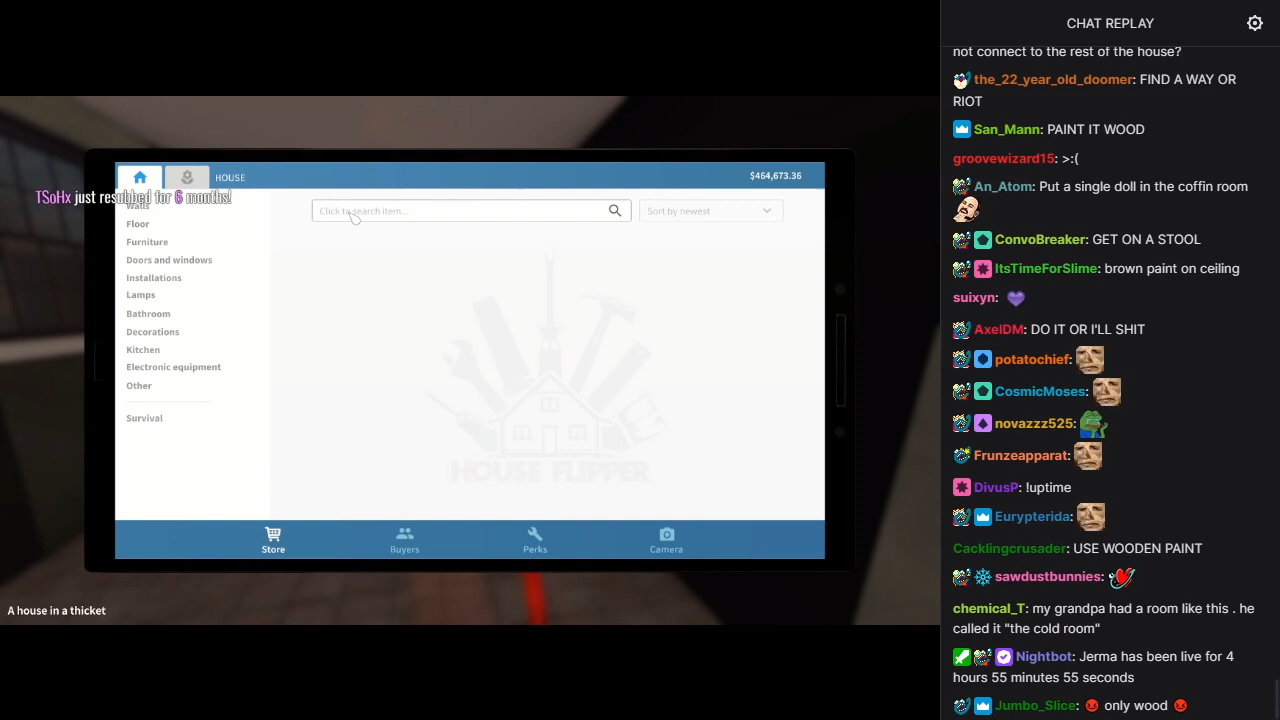 HOUSE
$464,673.36
TSoHx just resubbed for 6 months!
Walls
Floor
Furniture
Doors and windows
Installations
Lamps
Bathroom
Decorations
Kitchen
Electronic equipment
Other
Survival
Click to search item...
Sort by newest
HOUSE FLIPPER
Store
Buyers
Perks
Camera
A house in a thicket
CHAT REPLAY
not connect to the rest of the house?
the_22_year_old_doomer: FIND A WAY OR
RIOT
San_Mann: PAINT IT WOOD
groovewizard15: >:(
An_Atom: Put a single doll in the coffin room
ConvoBreaker: GET ON A STOOL
ItsTimeForSlime: brown paint on ceiling
suixyn:
AxelDM: DO IT OR I'LL SHIT
potatochief:
CosmicMoses:
novazzz525:
Frunzeapparat:
DivusP: !uptime
Eurypterida:
Cacklingcrusader: USE WOODEN PAINT
sawdustbunnies:
chemical_T: my grandpa had a room like this . he
called it "the cold room"
Nightbot: Jerma has been live for 4
hours 55 minutes 55 seconds
Jumbo_Slice: 😡 only wood 😡